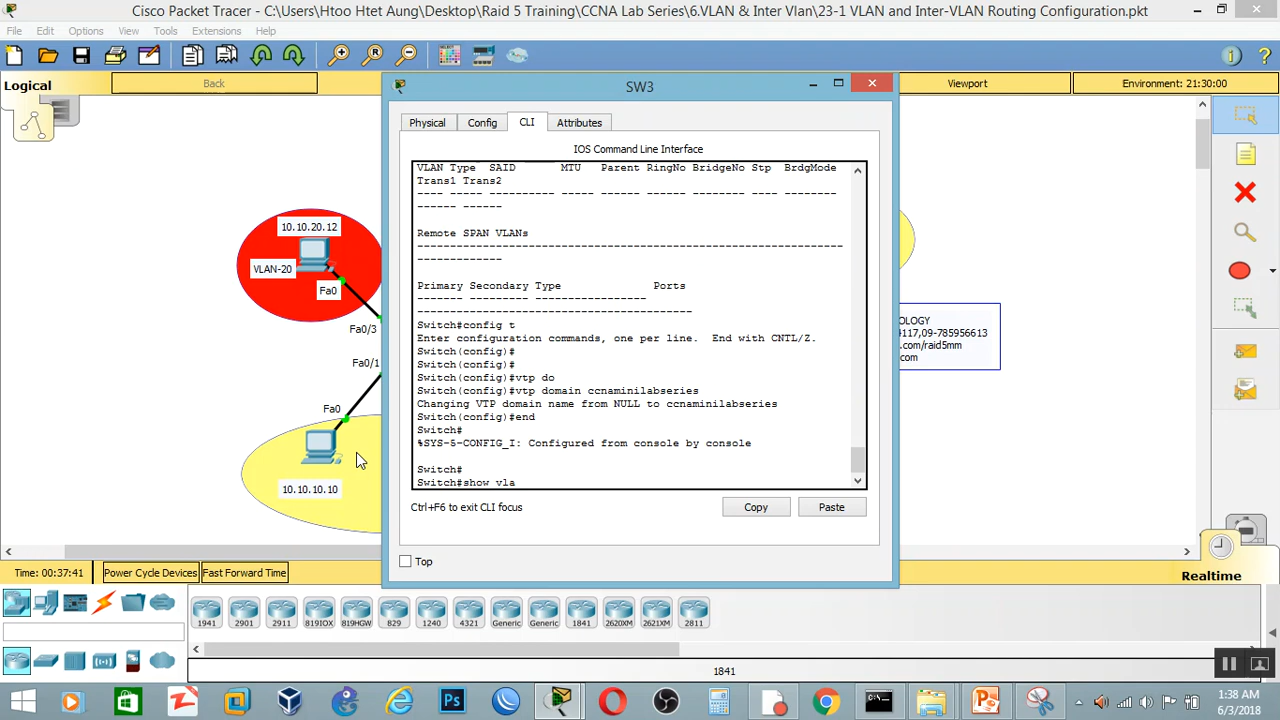 Cisco Packet Tracer - C:\Users\Htoo Htet Aung\Desktop\Raid 5 Training\CCNA Lab Series\6.VLAN & Inter Vlan\23-1 VLAN and Inter-VLAN Routing Configuration.pkt
File Edit Options View Tools Extensions Help
Logical Back Viewport Environment: 21:30:00
SW3
Physical Config CLI Attributes
IOS Command Line Interface
VLAN Type SAID MTU Parent RingNo BridgeNo Stp BrdgMode
Trans1 Trans2
---- ----- ---------- ----- ------ ------ -------- ---- --------
------ ------
Remote SPAN VLANs
------------------------------------------------------------------------------
Primary Secondary Type Ports
------- --------- ----------------- ------------------------------------------
Switch#config t
Enter configuration commands, one per line. End with CNTL/Z.
Switch(config)#
Switch(config)#
Switch(config)#vtp do
Switch(config)#vtp domain ccnaminilabseries
Changing VTP domain name from NULL to ccnaminilabseries
Switch(config)#end
Switch#
%SYS-5-CONFIG_I: Configured from console by console
Switch#
Switch#show vla
Ctrl+F6 to exit CLI focus
Copy Paste
Top
10.10.20.12
VLAN-20
Fa0
Fa0/3
Fa0/1
Fa0
10.10.10.10
OLOGY
4117,09-785956613
.com/raid5mm
com
Time: 00:37:41 Power Cycle Devices Fast Forward Time
Realtime
1941 2901 2911 819IOX 819HGW 829 1240 4321 Generic Generic 1841 2620XM 2621XM 2811
1841
1:38 AM
6/3/2018